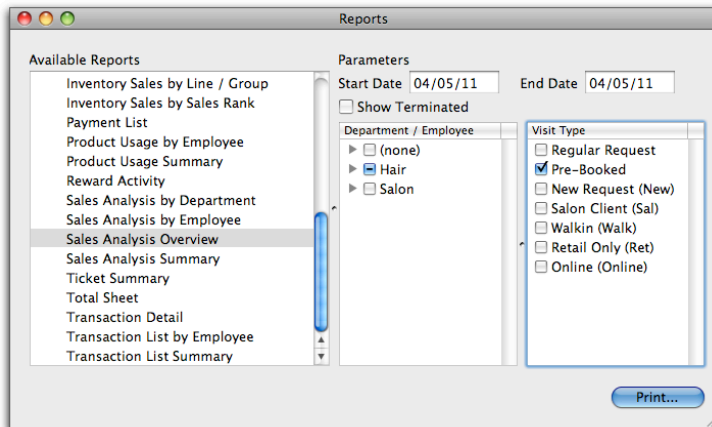 Reports
Available Reports
Inventory Sales by Line / Group
Inventory Sales by Sales Rank
Payment List
Product Usage by Employee
Product Usage Summary
Reward Activity
Sales Analysis by Department
Sales Analysis by Employee
Sales Analysis Overview
Sales Analysis Summary
Ticket Summary
Total Sheet
Transaction Detail
Transaction List by Employee
Transaction List Summary
Parameters
Start Date 04/05/11 End Date 04/05/11
Show Terminated
Department / Employee
(none)
Hair
Salon
Visit Type
Regular Request
Pre-Booked
New Request (New)
Salon Client (Sal)
Walkin (Walk)
Retail Only (Ret)
Online (Online)
Print...